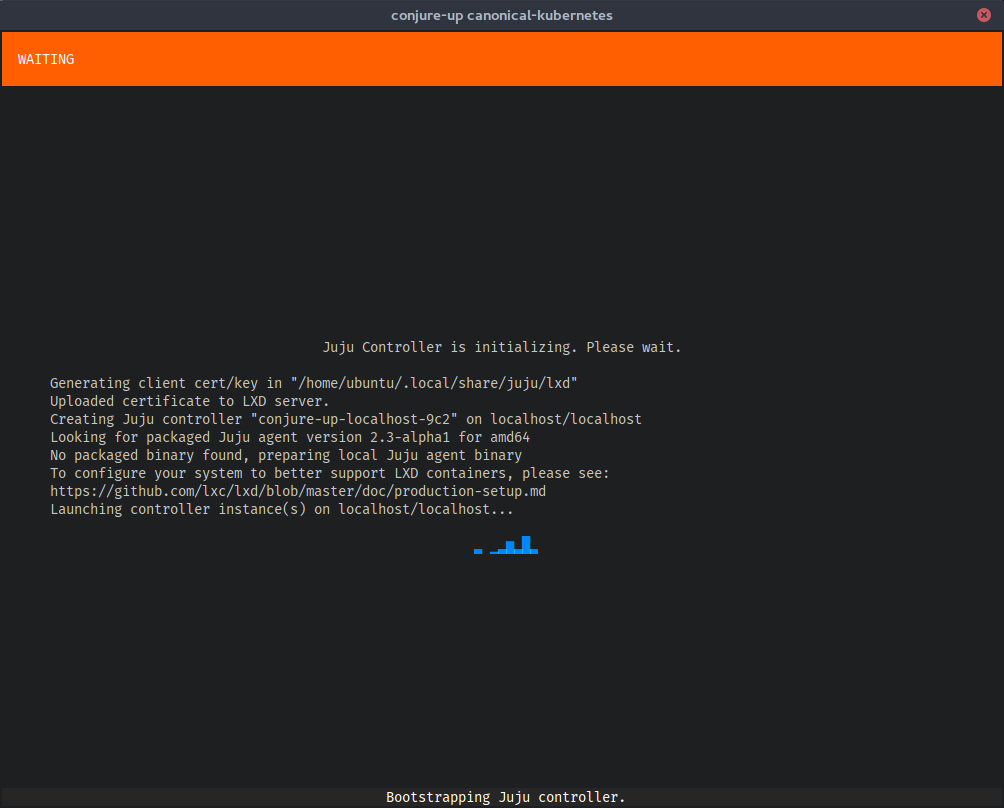 conjure-up canonical-kubernetes
WAITING
Juju Controller is initializing. Please wait.
Generating client cert/key in "/home/ubuntu/.local/share/juju/lxd"
Uploaded certificate to LXD server.
Creating Juju controller "conjure-up-localhost-9c2" on localhost/localhost
Looking for packaged Juju agent version 2.3-alpha1 for amd64
No packaged binary found, preparing local Juju agent binary
To configure your system to better support LXD containers, please see:
https://github.com/lxc/lxd/blob/master/doc/production-setup.md
Launching controller instance(s) on localhost/localhost...
Bootstrapping Juju controller.